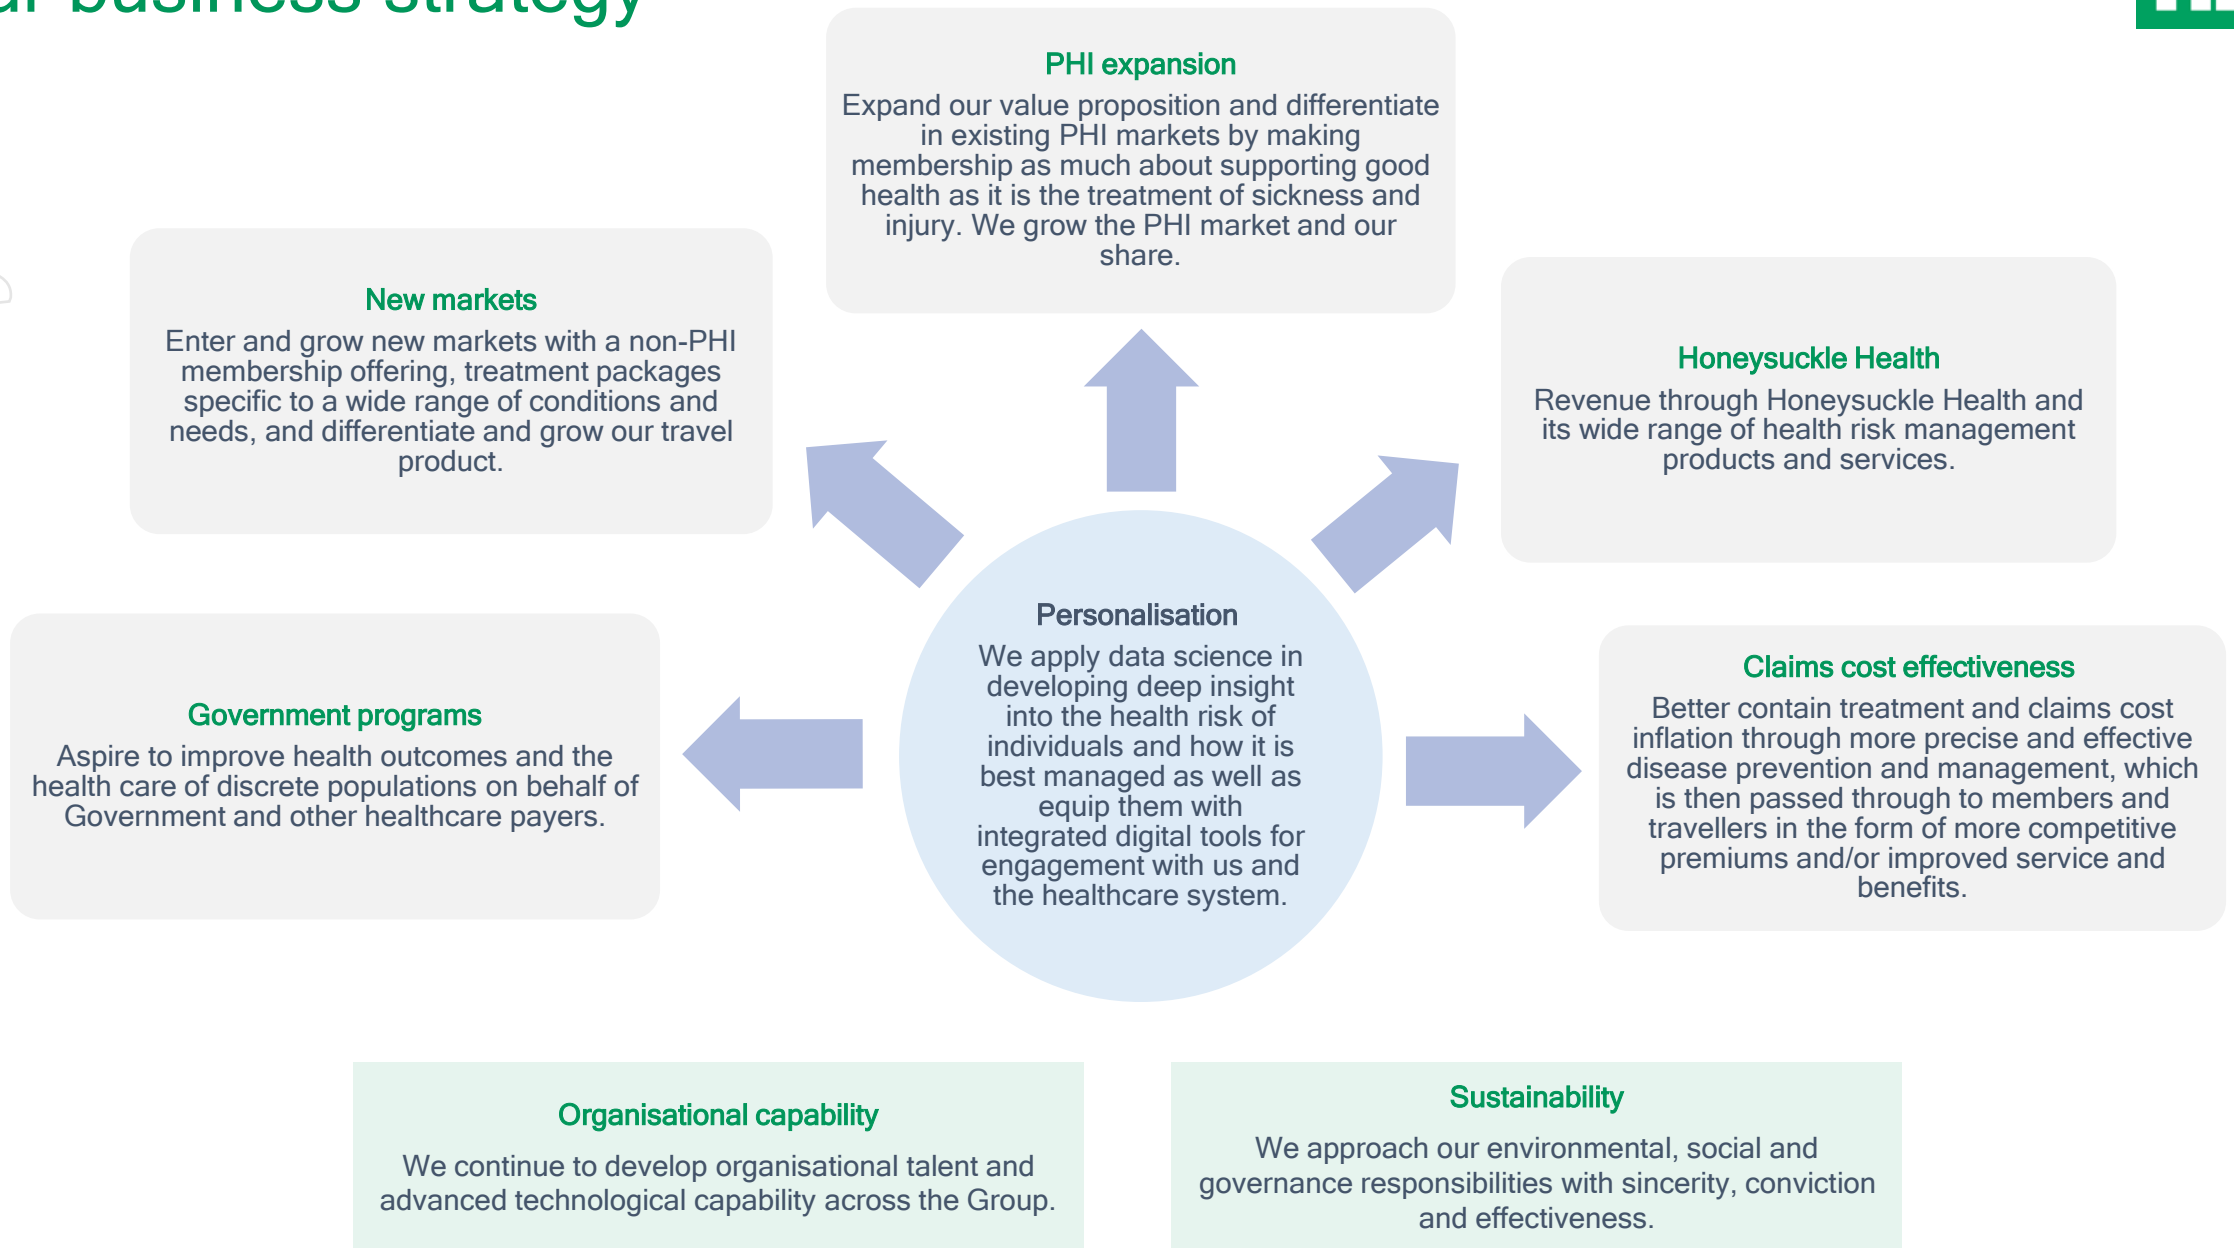 business strategy
PHI expansion
Expand our value proposition and differentiate
in existing PHI markets by making
membership as much about supporting good
health as it is the treatment of sickness and
injury. We grow the PHI market and our
share.
New markets
Enter and grow new markets with a non-PHI
membership offering, treatment packages
specific to a wide range of conditions and
needs, and differentiate and grow our travel
product.
Honeysuckle Health
Revenue through Honeysuckle Health and
its wide range of health risk management
products and services.
Personalisation
We apply data science in
developing deep insight
into the health risk of
individuals and how it is
best managed as well as
equip them with
integrated digital tools for
engagement with us and
the healthcare system.
Government programs
Aspire to improve health outcomes and the
health care of discrete populations on behalf of
Government and other healthcare payers.
Claims cost effectiveness
Better contain treatment and claims cost
inflation through more precise and effective
disease prevention and management, which
is then passed through to members and
travellers in the form of more competitive
premiums and/or improved service and
benefits.
Organisational capability
We continue to develop organisational talent and
advanced technological capability across the Group.
Sustainability
We approach our environmental, social and
governance responsibilities with sincerity, conviction
and effectiveness.